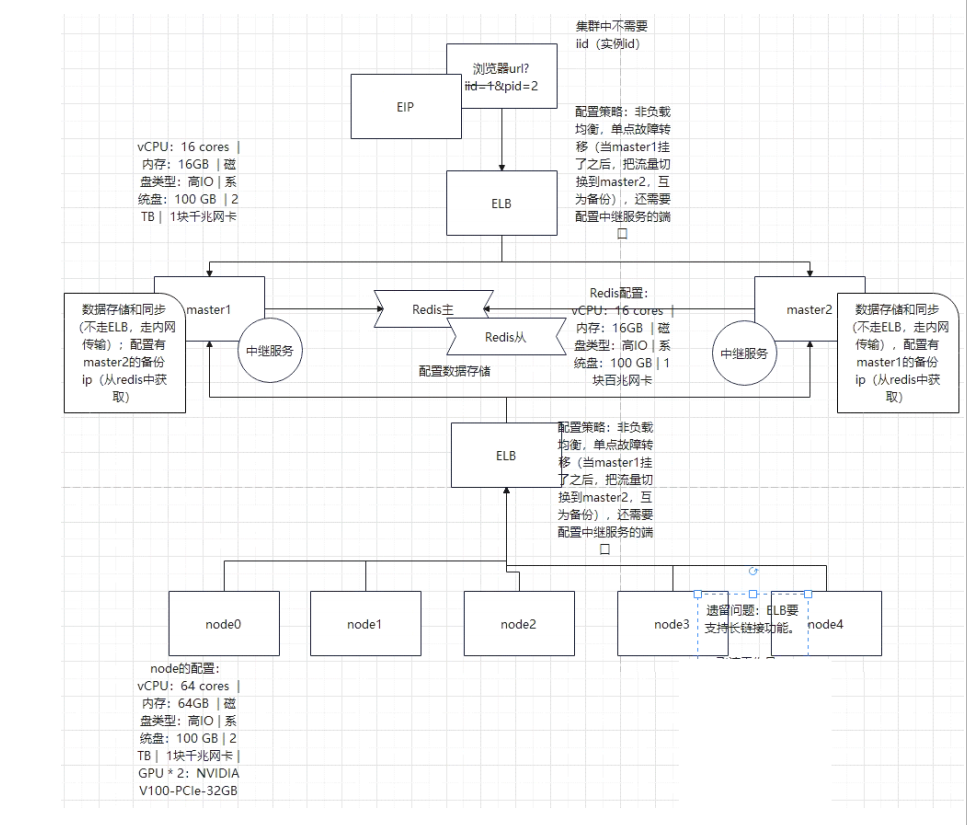 集群中不需要
iid（实例id）
浏览器url?
iid=1&pid=2
EIP
配置策略：非负载
均衡，单点故障转
移（当master1挂
了之后，把流量切
换到master2，互
为备份），还需要
配置中继服务的端
口
vCPU：16 cores |
内存：16GB | 磁
盘类型：高IO | 系
统盘：100 GB | 2
TB | 1块千兆网卡
ELB
数据存储和同步
（不走ELB，走内网
传输）；配置有
master2的备份
ip（从redis中获
取）
master1
中继服务
Redis主
Redis从
配置数据存储
Redis配置：
vCPU：16 cores |
内存：16GB | 磁
盘类型：高IO | 系
统盘：100 GB | 1
块百兆网卡
master2
中继服务
数据存储和同步
（不走ELB，走内网
传输），配置有
master1的备份
ip（从redis中获
取）
ELB
配置策略：非负载
均衡，单点故障转
移（当master1挂
了之后，把流量切
换到master2，互
为备份），还需要
配置中继服务的端
口
node0
node1
node2
node3
node4
遗留问题：ELB要
支持长链接功能。
node的配置：
vCPU：64 cores |
内存：64GB | 磁
盘类型：高IO | 系
统盘：100 GB | 2
TB | 1块千兆网卡 |
GPU * 2：NVIDIA
V100-PCIe-32GB